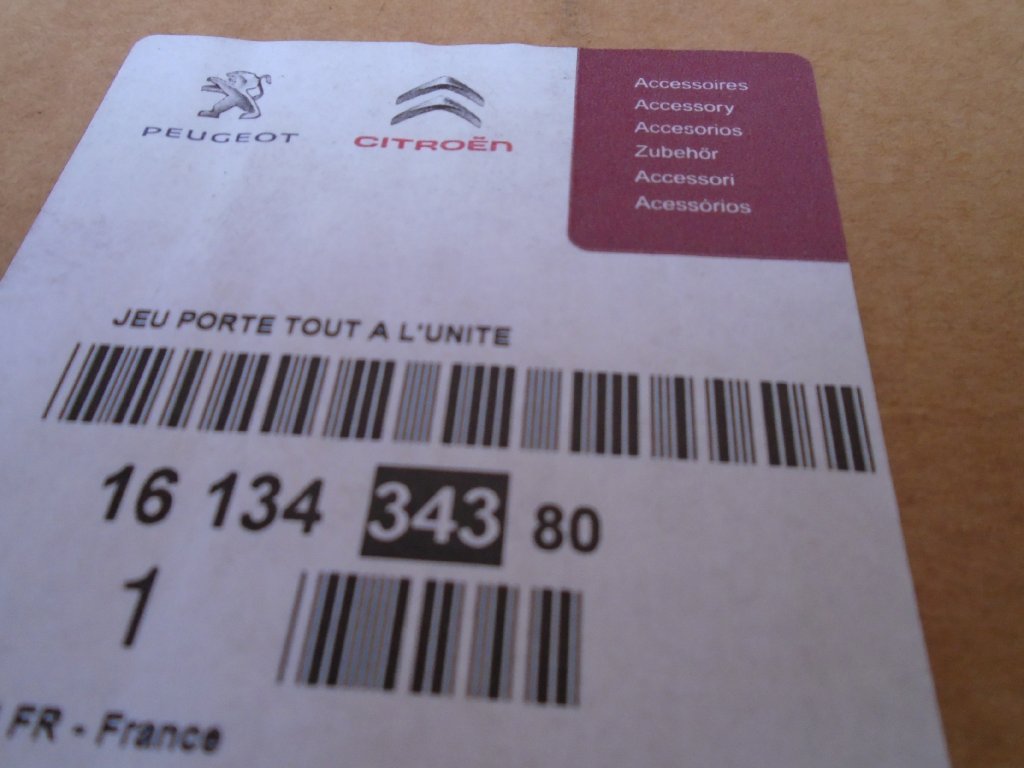 PEUGEOT
CITROËN
Accessoires
Accessory
Accesorios
Zubehör
Accessori
Acessórios
JEU PORTE TOUT A L'UNITE
16 134 343 80
1
FR - France